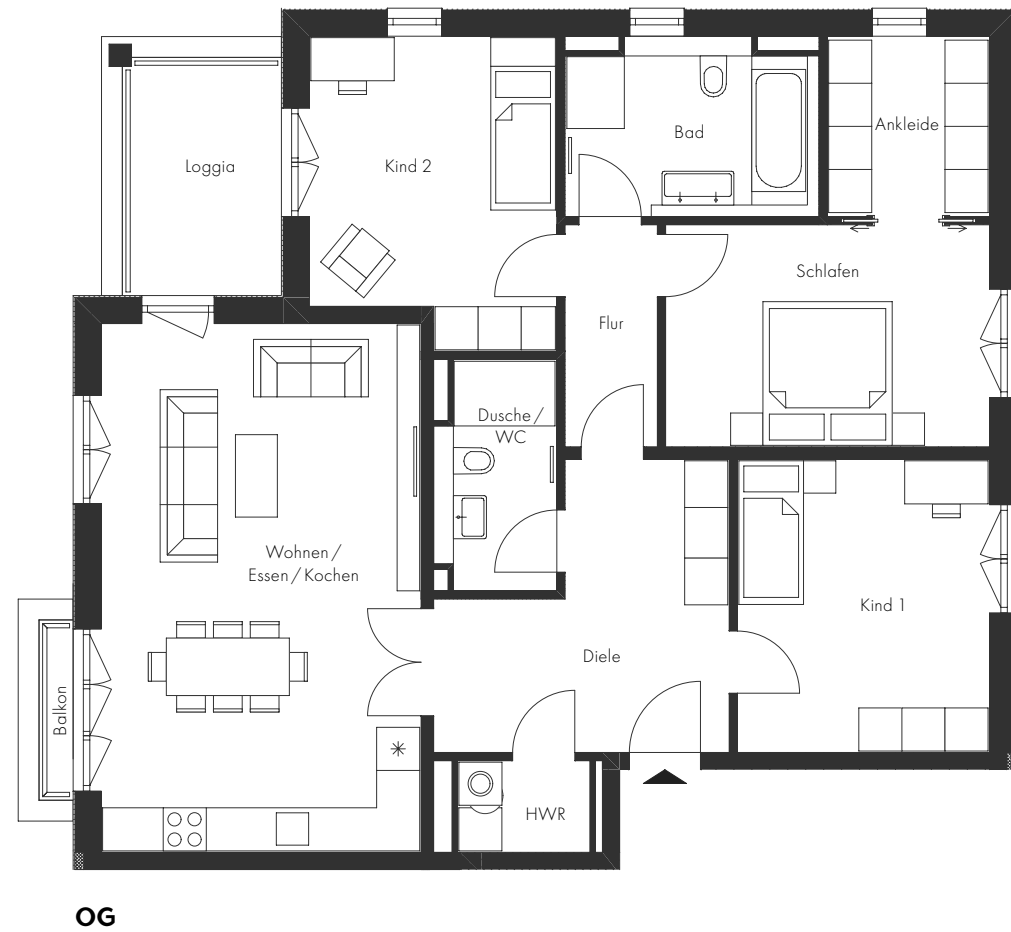 Loggia
Kind 2
Bad
Ankleide
Schlafen
Flur
Dusche /
WC
Wohnen /
Essen / Kochen
Kind 1
Diele
Balkon
HWR
OG